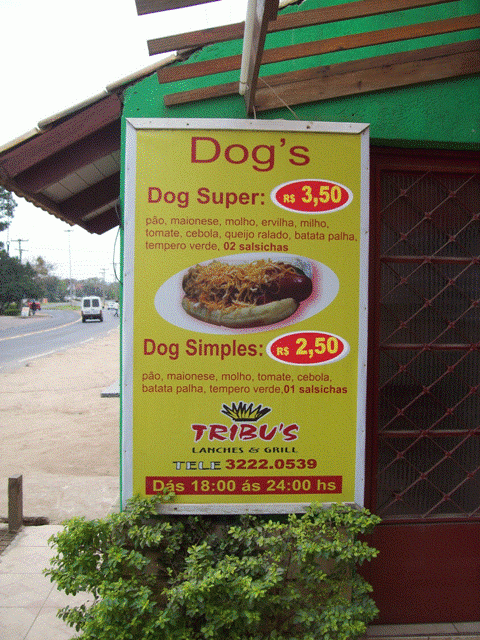 Dog's
Dog Super: R$ 3,50
pão, maionese, molho, ervilha, milho,
tomate, cebola, queijo ralado, batata palha,
tempero verde, 02 salsichas
Dog Simples: R$ 2,50
pão, maionese, molho, tomate, cebola,
batata palha, tempero verde,01 salsichas
TRIBU'S
LANCHES & GRILL
TELE 3222.0539
Dás 18:00 ás 24:00 hs